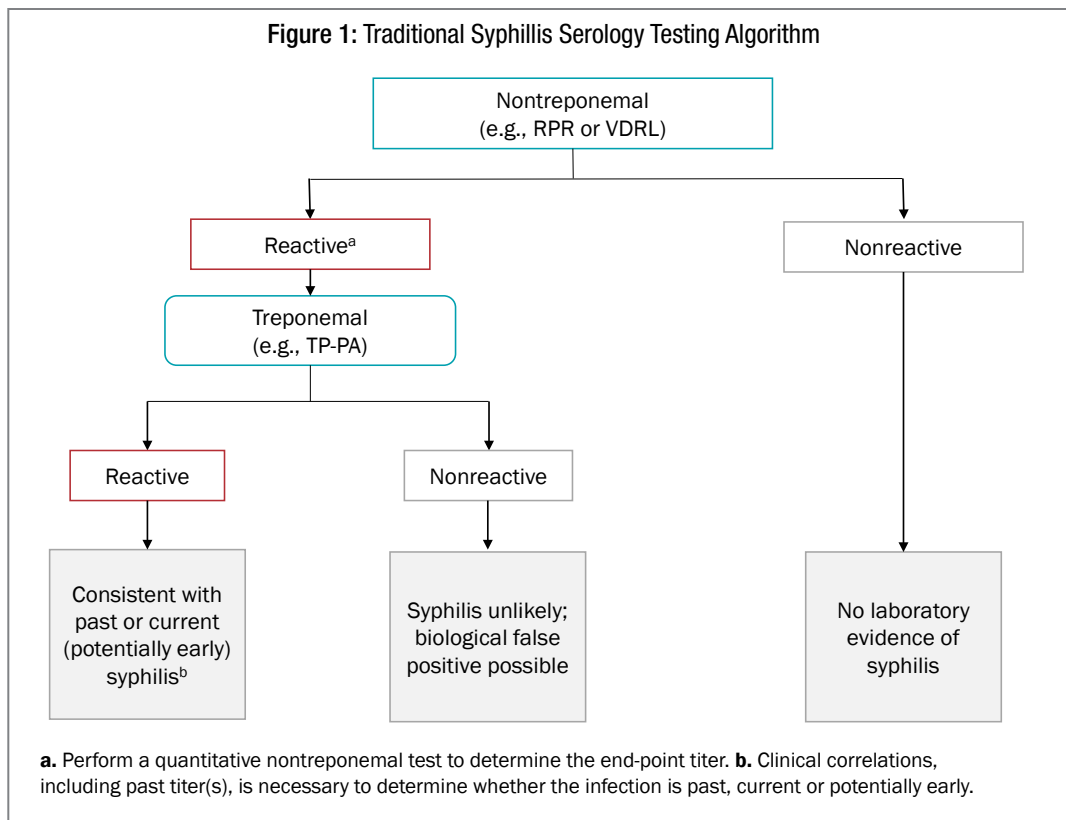 Figure 1: Traditional Syphillis Serology Testing Algorithm
Nontreponemal
(e.g., RPR or VDRL)
Reactiveᵃ
Nonreactive
Treponemal
(e.g., TP-PA)
Reactive
Nonreactive
Consistent with
past or current
(potentially early)
syphilisᵇ
Syphilis unlikely;
biological false
positive possible
No laboratory
evidence of
syphilis
a. Perform a quantitative nontreponemal test to determine the end-point titer. b. Clinical correlations,
including past titer(s), is necessary to determine whether the infection is past, current or potentially early.